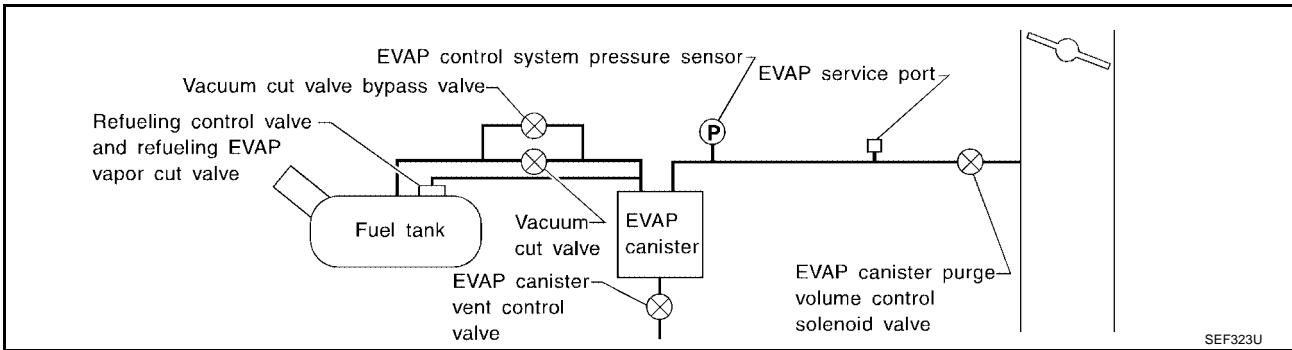 EVAP control system pressure sensor
EVAP service port
Vacuum cut valve bypass valve
Refueling control valve
and refueling EVAP
vapor cut valve
P
Fuel tank
Vacuum
cut valve
EVAP
canister
EVAP canister
vent control
valve
EVAP canister purge
volume control
solenoid valve
SEF323U